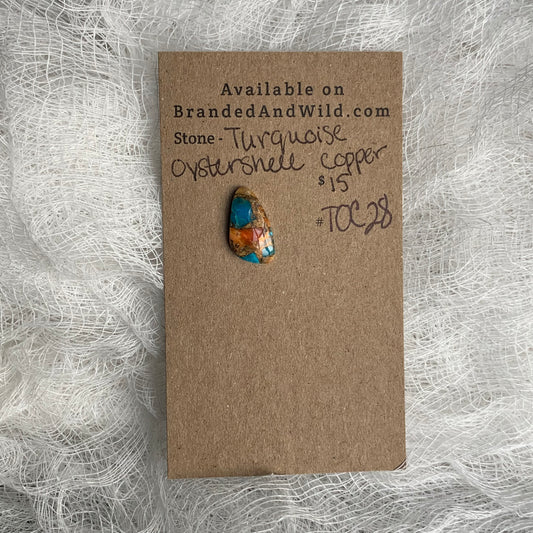 Available on
BrandedAndWild.com
Stone - Turquoise
Oystershell Copper
$15
#TOC28